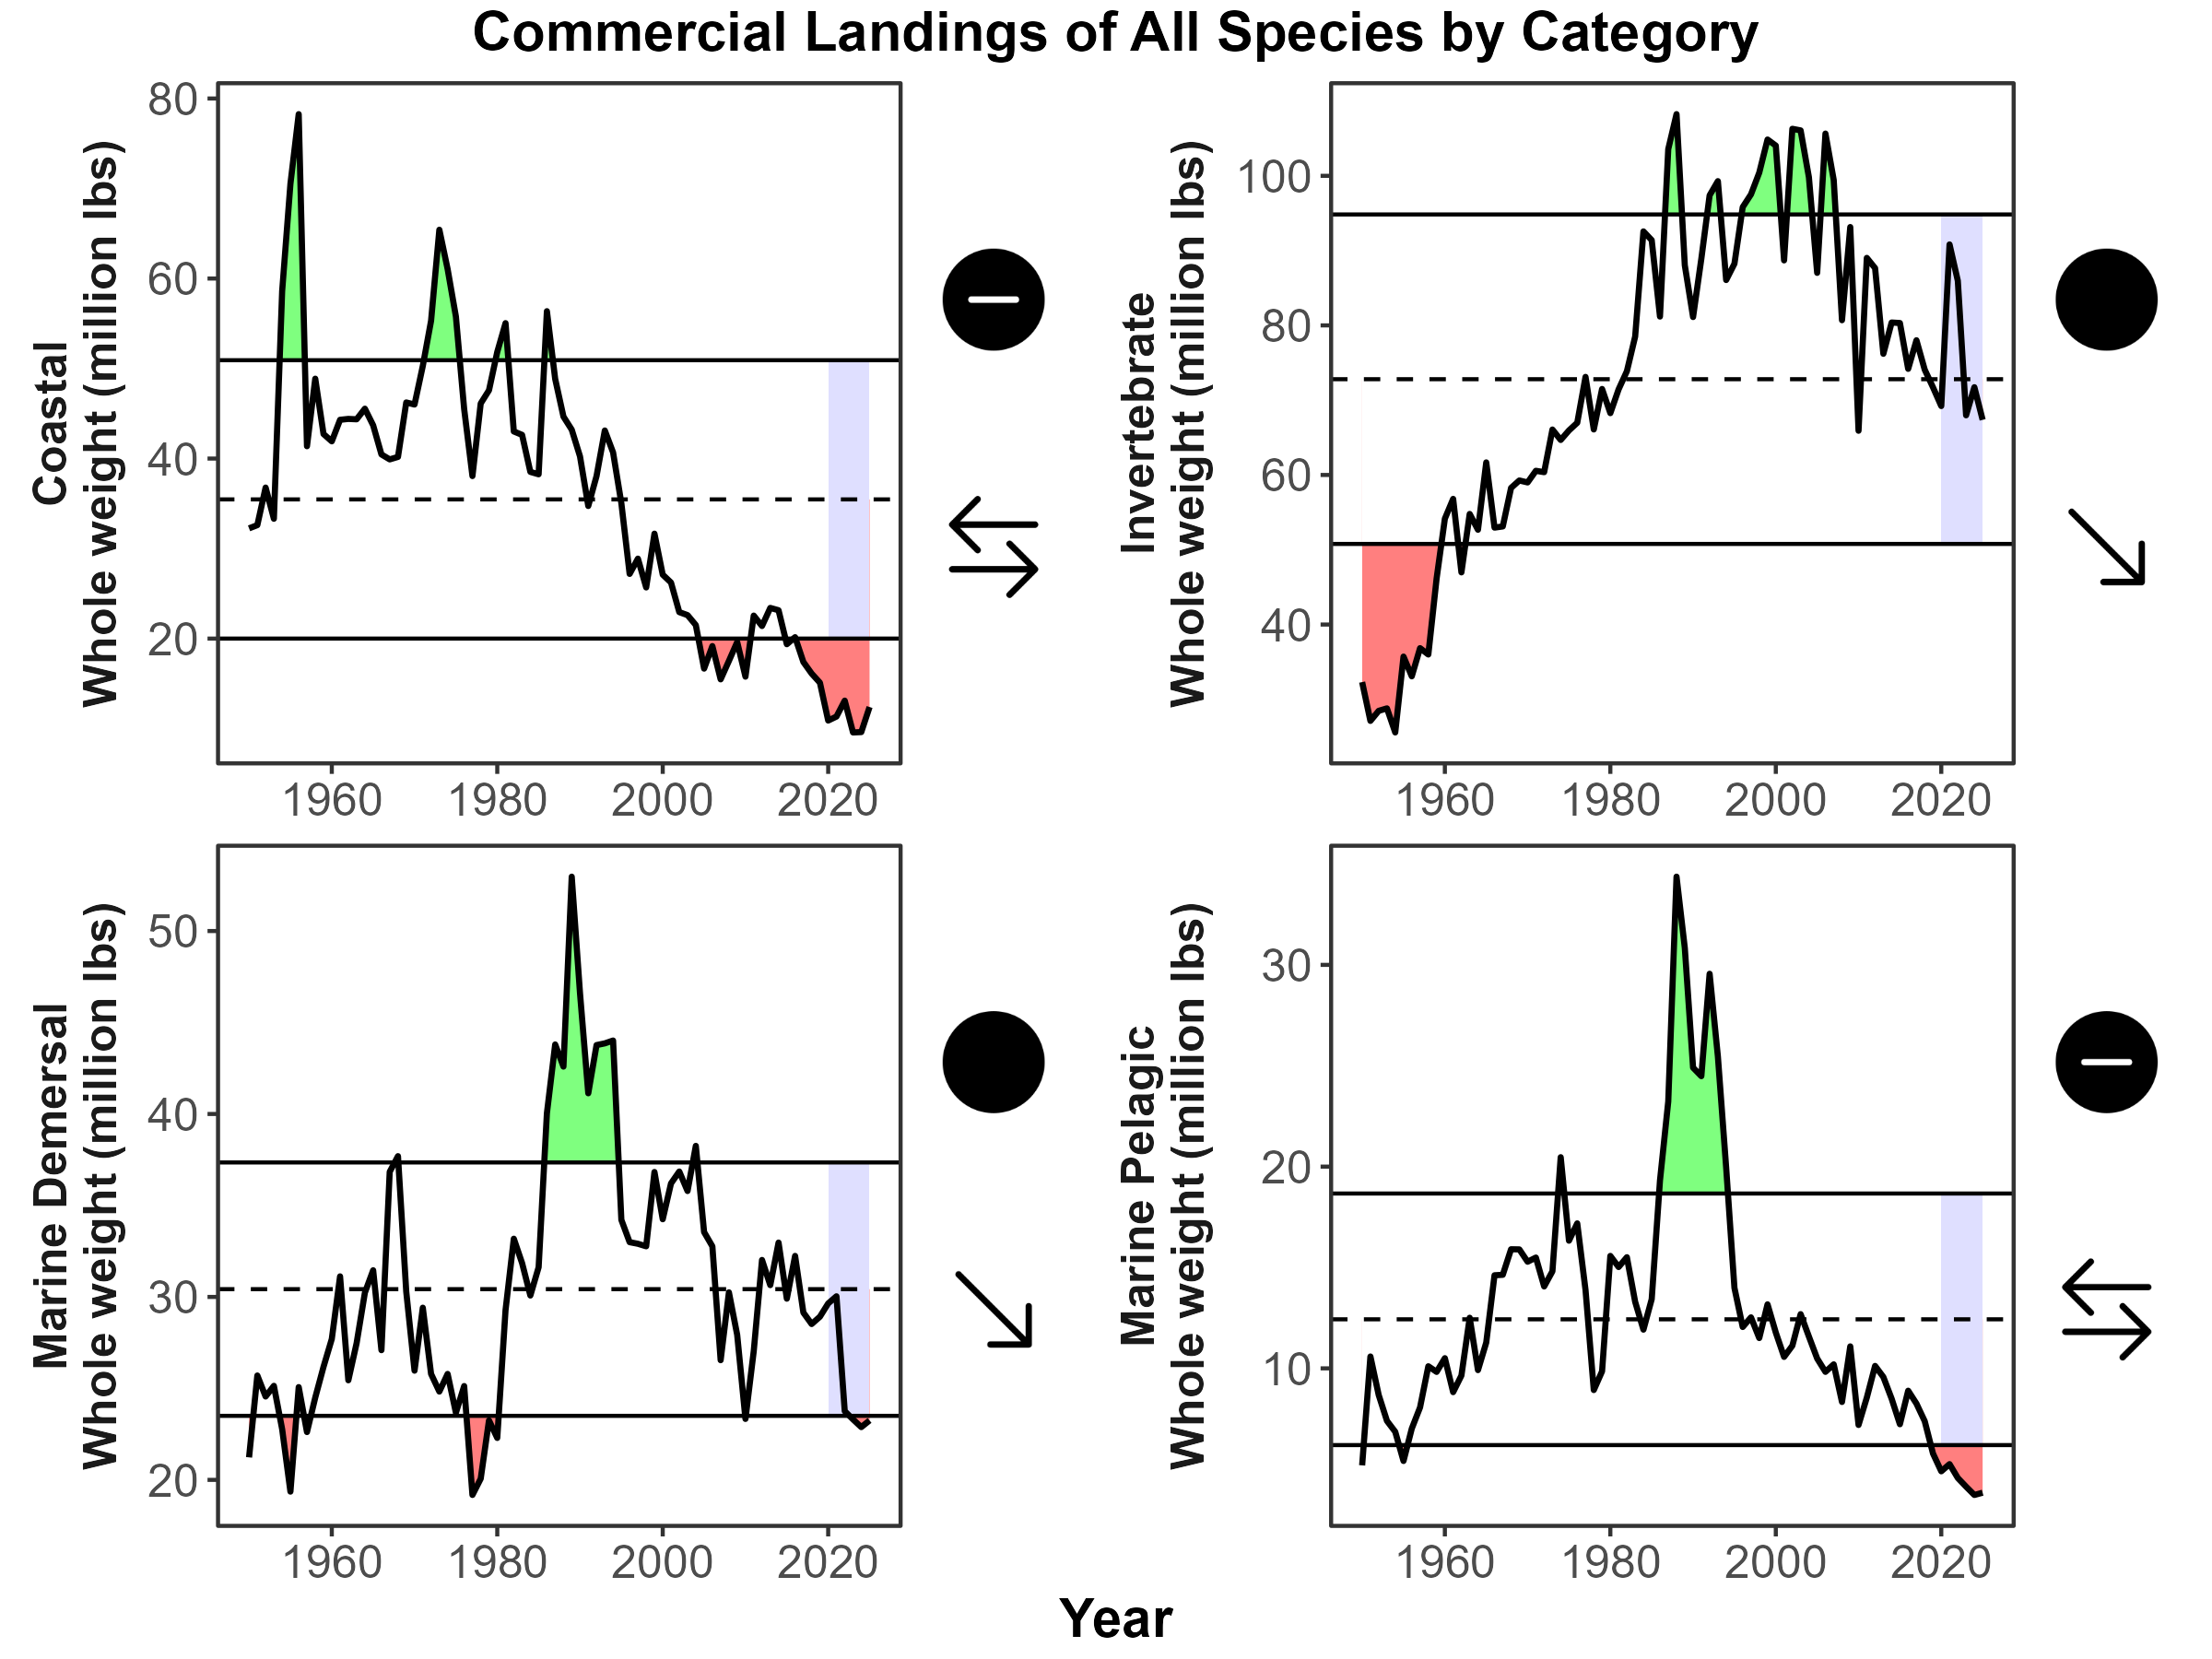 Commercial Landings of All Species by Category
Coastal
Whole weight (million lbs)
80
60
40
20
1960 1980 2000 2020
Invertebrate
Whole weight (million lbs)
100
80
60
40
1960 1980 2000 2020
Marine Demersal
Whole weight (million lbs)
50
40
30
20
1960 1980 2000 2020
Marine Pelagic
Whole weight (million lbs)
30
20
10
1960 1980 2000 2020
Year